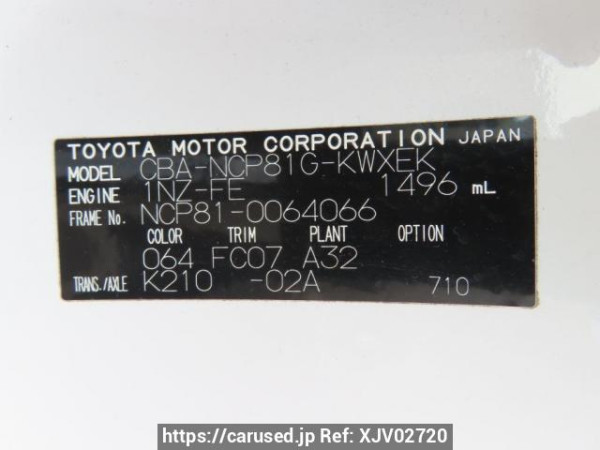 TOYOTA MOTOR CORPORATION JAPAN
MODEL CBA-NCP81G-KWXEK
ENGINE 1NZ-FE 1496 mL
FRAME No. NCP81-0064066
COLOR TRIM PLANT OPTION
064 FC07 A32
TRANS./AXLE K210 -02A 710
https://carused.jp Ref: XJV02720